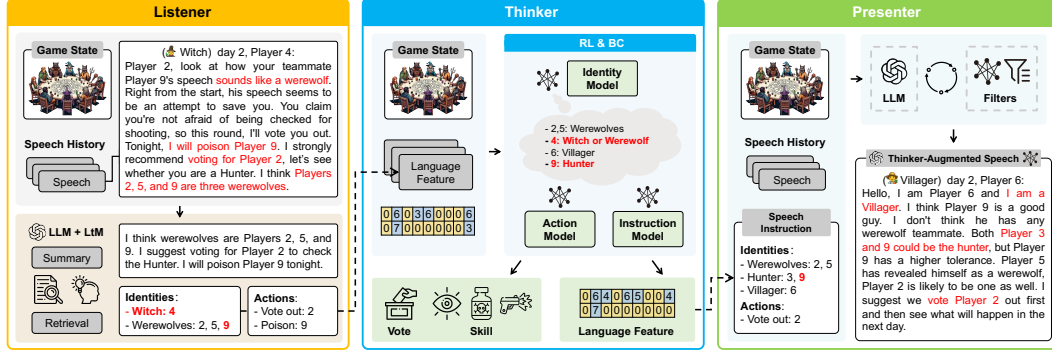 Listener
Game State
(Witch) day 2, Player 4:
Player 2, look at how your teammate
Player 9's speech sounds like a werewolf.
Right from the start, his speech seems to
be an attempt to save you. You claim
you're not afraid of being checked for
shooting, so this round, I'll vote you out.
Tonight, I will poison Player 9. I strongly
recommend voting for Player 2, let's see
whether you are a Hunter. I think Players
2, 5, and 9 are three werewolves.
Speech History
Speech
LLM + LtM
Summary
Retrieval
I think werewolves are Players 2, 5, and
9. I suggest voting for Player 2 to check
the Hunter. I will poison Player 9 tonight.
Identities:
- Witch: 4
- Werewolves: 2, 5, 9
Actions:
- Vote out: 2
- Poison: 9
Thinker
Game State
Language
Feature
0 6 0 3 6 0 0 0 6
0 7 0 0 0 0 0 0 3
RL & BC
Identity
Model
- 2,5: Werewolves
- 4: Witch or Werewolf
- 6: Villager
- 9: Hunter
Action
Model
Instruction
Model
Vote
Skill
0 6 4 0 6 5 0 0 4
0 7 0 0 0 0 0 0 0
Language Feature
Presenter
Game State
LLM
Filters
Speech History
Speech
Speech
Instruction
Identities:
- Werewolves: 2, 5
- Hunter: 3, 9
- Villager: 6
Actions:
- Vote out: 2
Thinker-Augmented Speech
(Villager) day 2, Player 6:
Hello, I am Player 6 and I am a
Villager. I think Player 9 is a good
guy. I don't think he has any
werewolf teammate. Both Player 3
and 9 could be the hunter, but Player
9 has a higher tolerance. Player 5
has revealed himself as a werewolf,
Player 2 is likely to be one as well. I
suggest we vote Player 2 out first
and then see what will happen in the
next day.